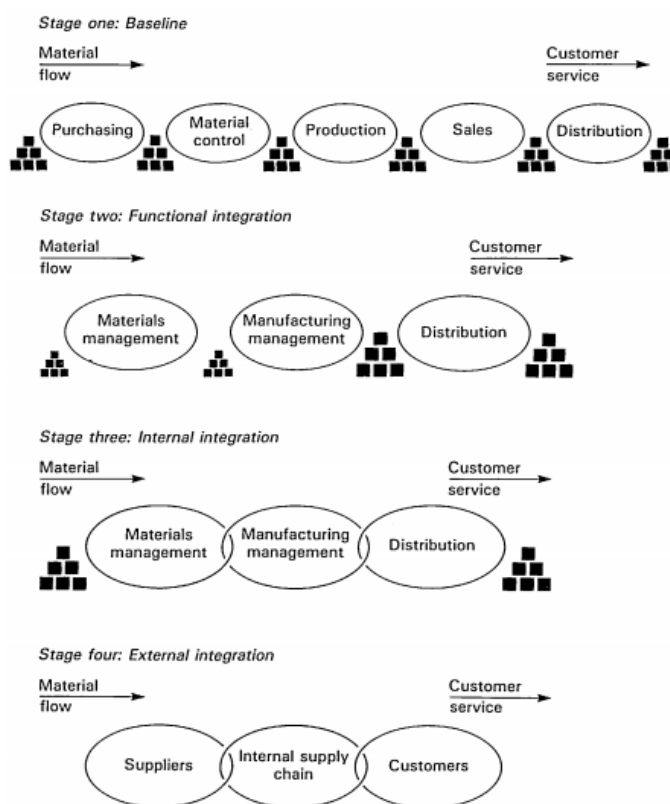 Stage one: Baseline
Material
flow
Customer
service
Purchasing
Material
control
Production
Sales
Distribution
Stage two: Functional integration
Material
flow
Customer
service
Materials
management
Manufacturing
management
Distribution
Stage three: Internal integration
Material
flow
Customer
service
Materials
management
Manufacturing
management
Distribution
Stage four: External integration
Material
flow
Customer
service
Suppliers
Internal supply
chain
Customers